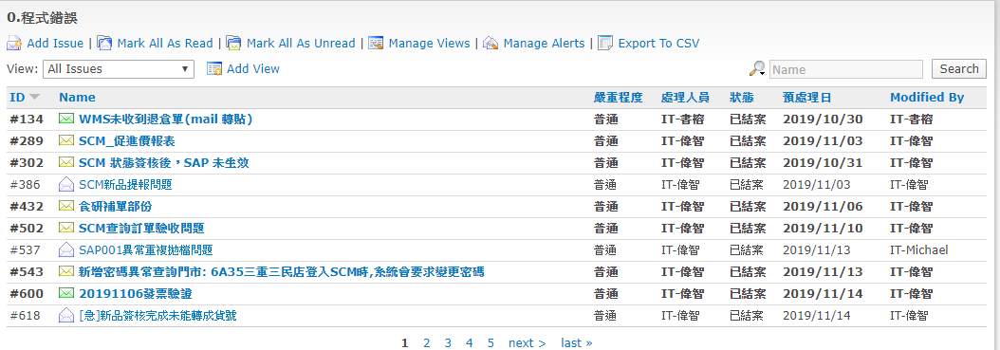 0.程式錯誤
Add Issue | Mark All As Read | Mark All As Unread | Manage Views | Manage Alerts | Export To CSV
View: All Issues Add View Name Search
ID Name 嚴重程度 處理人員 狀態 預處理日 Modified By
#134 WMS未收到退倉單(mail 轉貼) 普通 IT-書榕 已結案 2019/10/30 IT-書榕
#289 SCM_促進價報表 普通 IT-偉智 已結案 2019/11/03 IT-偉智
#302 SCM 狀態簽核後，SAP 未生效 普通 IT-偉智 已結案 2019/10/31 IT-偉智
#386 SCM新品提報問題 普通 IT-偉智 已結案 2019/11/03 IT-偉智
#432 食研補單部份 普通 IT-偉智 已結案 2019/11/06 IT-偉智
#502 SCM查詢訂單驗收問題 普通 IT-偉智 已結案 2019/11/10 IT-偉智
#537 SAP001異常重複拋檔問題 普通 IT-偉智 已結案 2019/11/13 IT-Michael
#543 新增密碼異常查詢門市: 6A35三重三民店登入SCM時,系統會要求變更密碼 普通 IT-偉智 已結案 2019/11/13 IT-偉智
#600 20191106發票驗證 普通 IT-偉智 已結案 2019/11/14 IT-偉智
#618 [急]新品簽核完成未能轉成貨號 普通 IT-偉智 已結案 2019/11/14 IT-偉智
1 2 3 4 5 next > last »